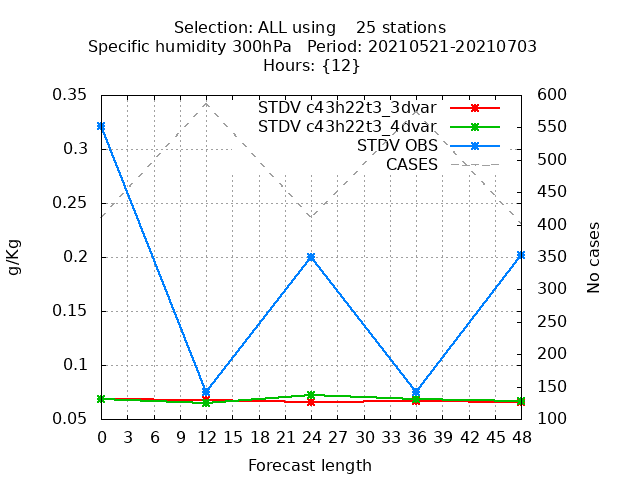 Selection: ALL using    25 stations
Specific humidity 300hPa   Period: 20210521-20210703
Hours: {12}
STDV c43h22t3_3dvar
STDV c43h22t3_4dvar
STDV OBS
CASES
0.35
0.3
0.25
0.2
0.15
0.1
0.05
g/Kg
600
550
500
450
400
350
300
250
200
150
100
No cases
0 3 6 9 12 15 18 21 24 27 30 33 36 39 42 45 48
Forecast length